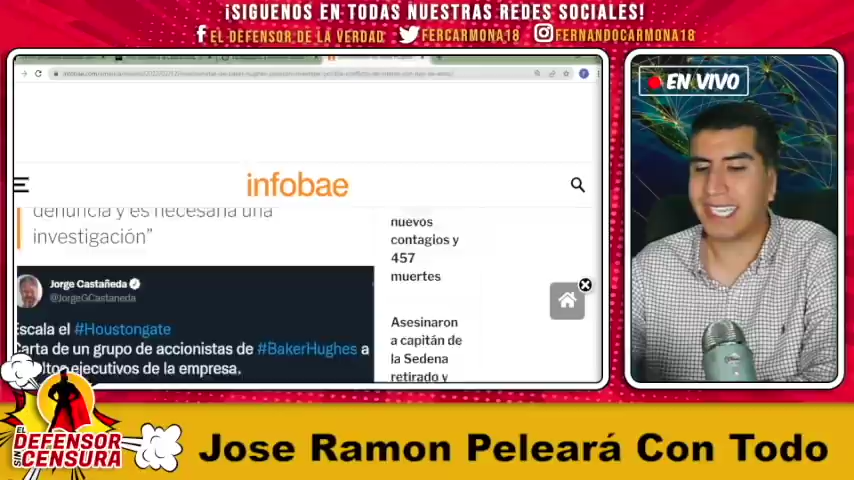 ¡SIGUENOS EN TODAS NUESTRAS REDES SOCIALES!
EL DEFENSOR DE LA VERDAD
FERCARMONA18
FERNANDOCARMONA18
infobae
denuncia y es necesaria una
investigación"
Jorge Castañeda
@JorgeGCastaneda
Escala el #Houstongate
Carta de un grupo de accionistas de #BakerHughes a
altos ejecutivos de la empresa.
nuevos
contagios y
457
muertes
Asesinaron
a capitán de
la Sedena
retirado y
EN VIVO
EL
DEFENSOR
SIN
CENSURA
Jose Ramon Peleará Con Todo